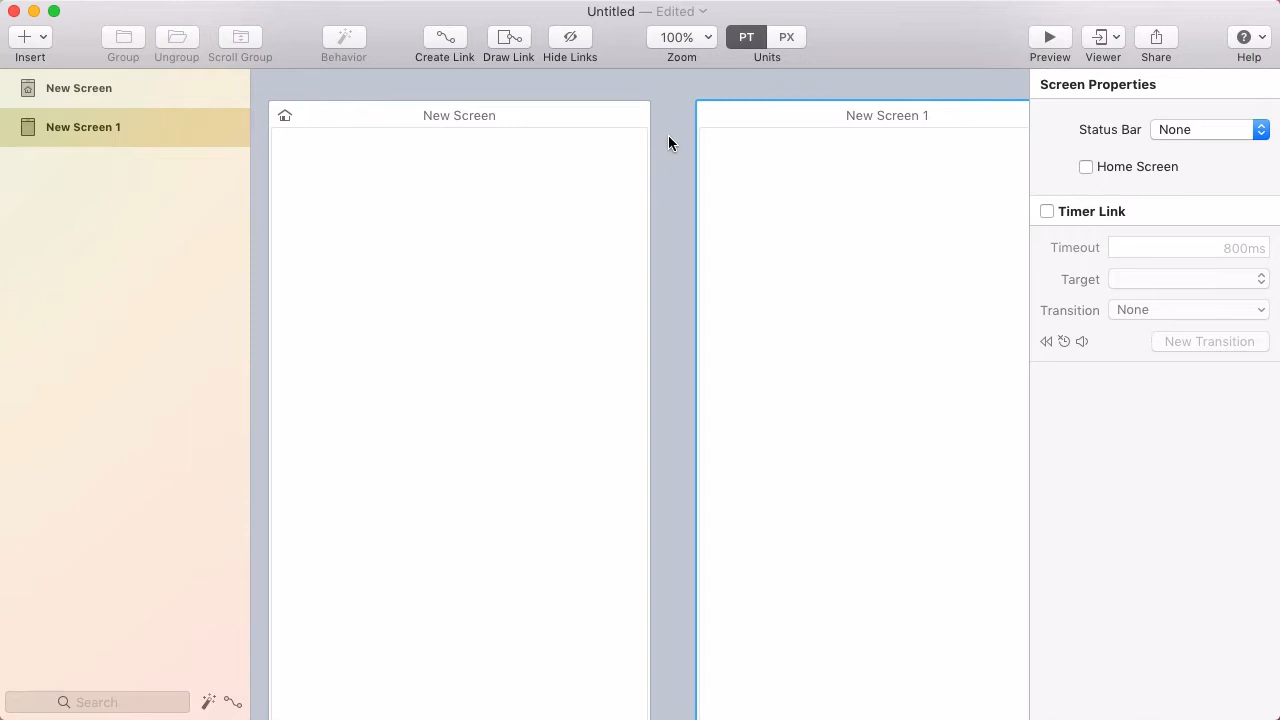 Untitled — Edited
Insert
Group
Ungroup
Scroll Group
Behavior
Create Link
Draw Link
Hide Links
100%
Zoom
PT
PX
Units
Preview
Viewer
Share
Help
New Screen
New Screen 1
Search
New Screen
New Screen 1
Screen Properties
Status Bar
None
Home Screen
Timer Link
Timeout
800ms
Target
Transition
None
New Transition